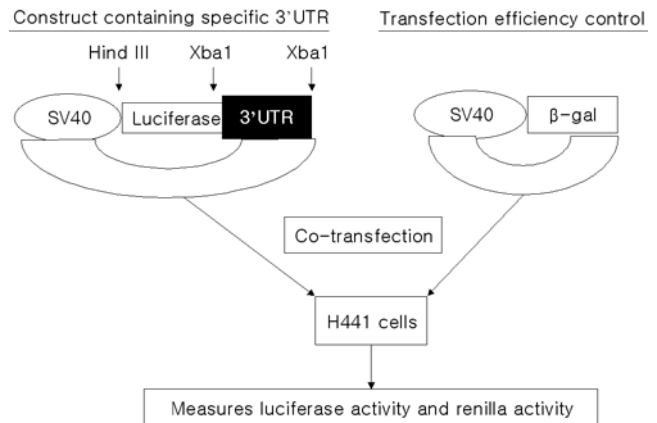 Construct containing specific 3'UTR
Transfection efficiency control
Hind III Xba1 Xba1
SV40 Luciferase 3'UTR
SV40 β-gal
Co-transfection
H441 cells
Measures luciferase activity and renilla activity